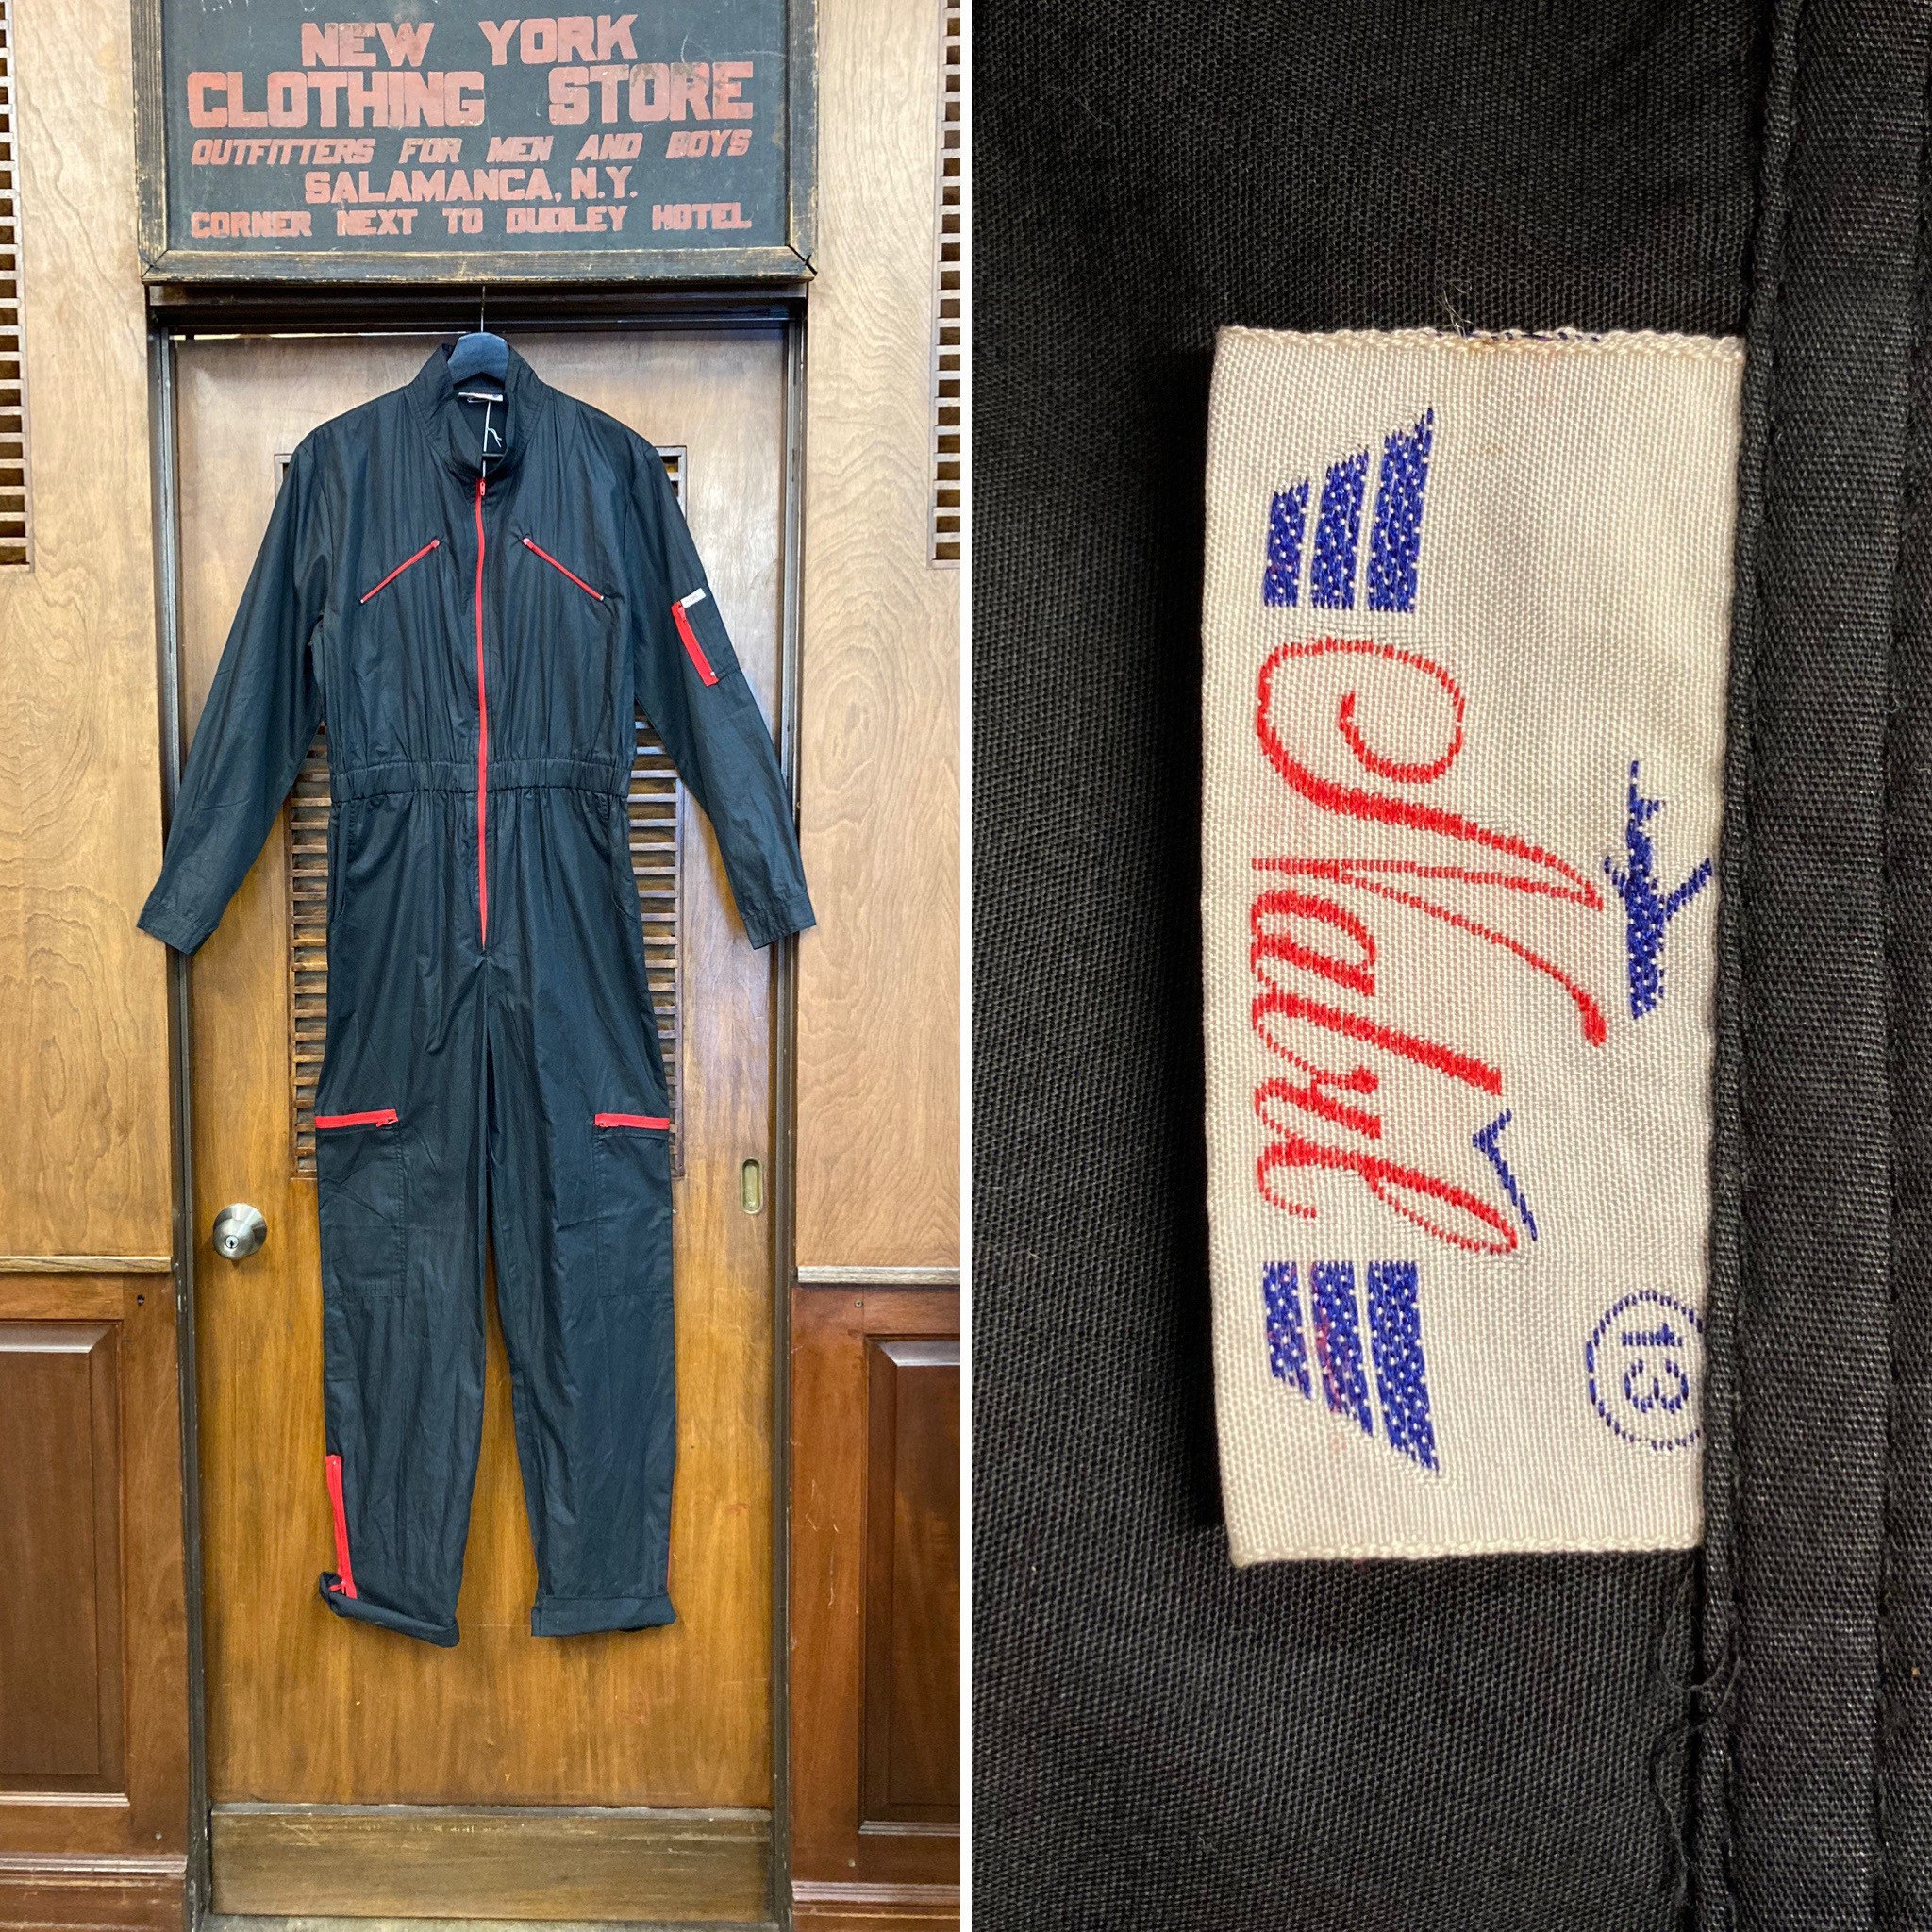 NEW YORK
CLOTHING STORE
OUTFITTERS FOR MEN AND BOYS
SALAMANCA, N.Y.
CORNER NEXT TO DUDLEY HOTEL
13